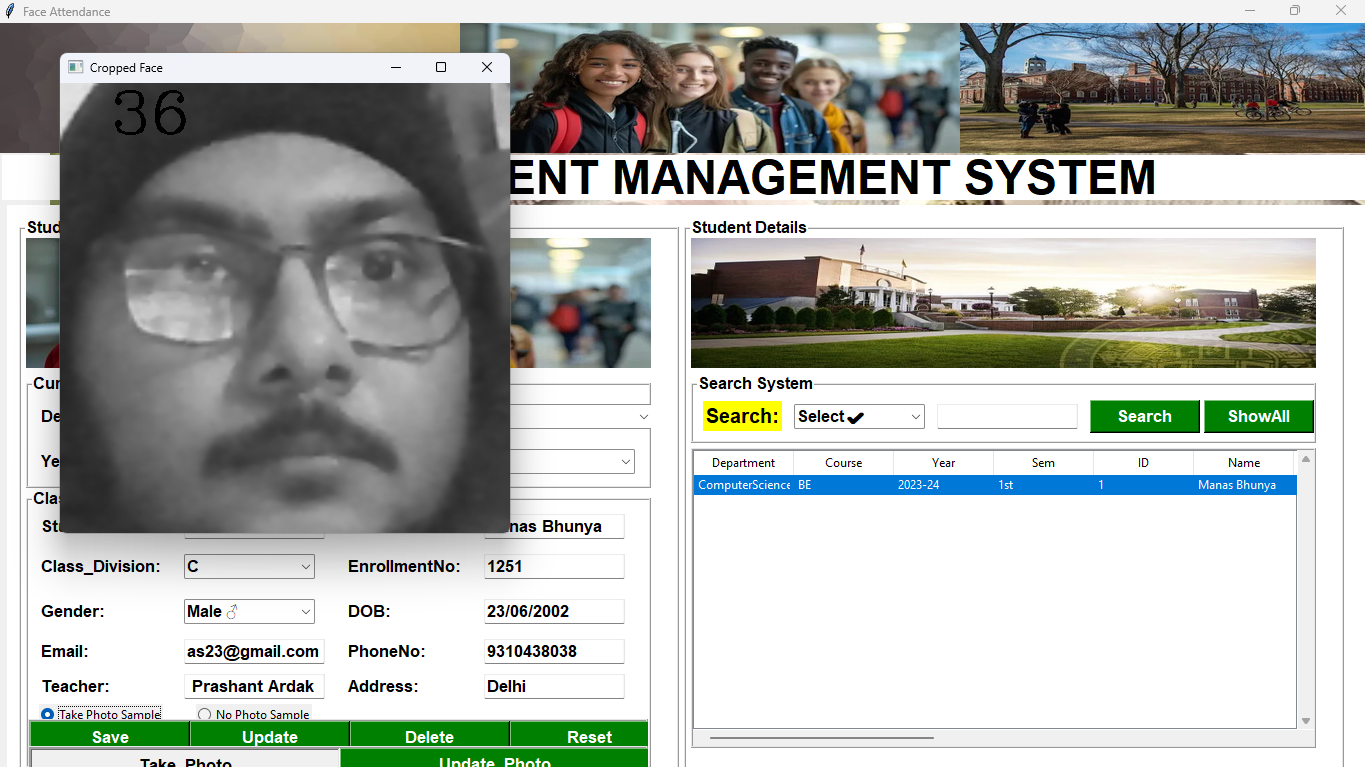 Face Attendance
Cropped Face
36
ENT MANAGEMENT SYSTEM
Stud
Student Details
Cur
Search System
De
Search: Select✔ Search ShowAll
Ye
Department Course Year Sem ID Name
ComputerScience BE 2023-24 1st 1 Manas Bhunya
Clas
Stu nas Bhunya
Class_Division: C EnrollmentNo: 1251
Gender: Male ♂ DOB: 23/06/2002
Email: as23@gmail.com PhoneNo: 9310438038
Teacher: Prashant Ardak Address: Delhi
Take Photo Sample No Photo Sample
Save Update Delete Reset
Take Photo Update Photo